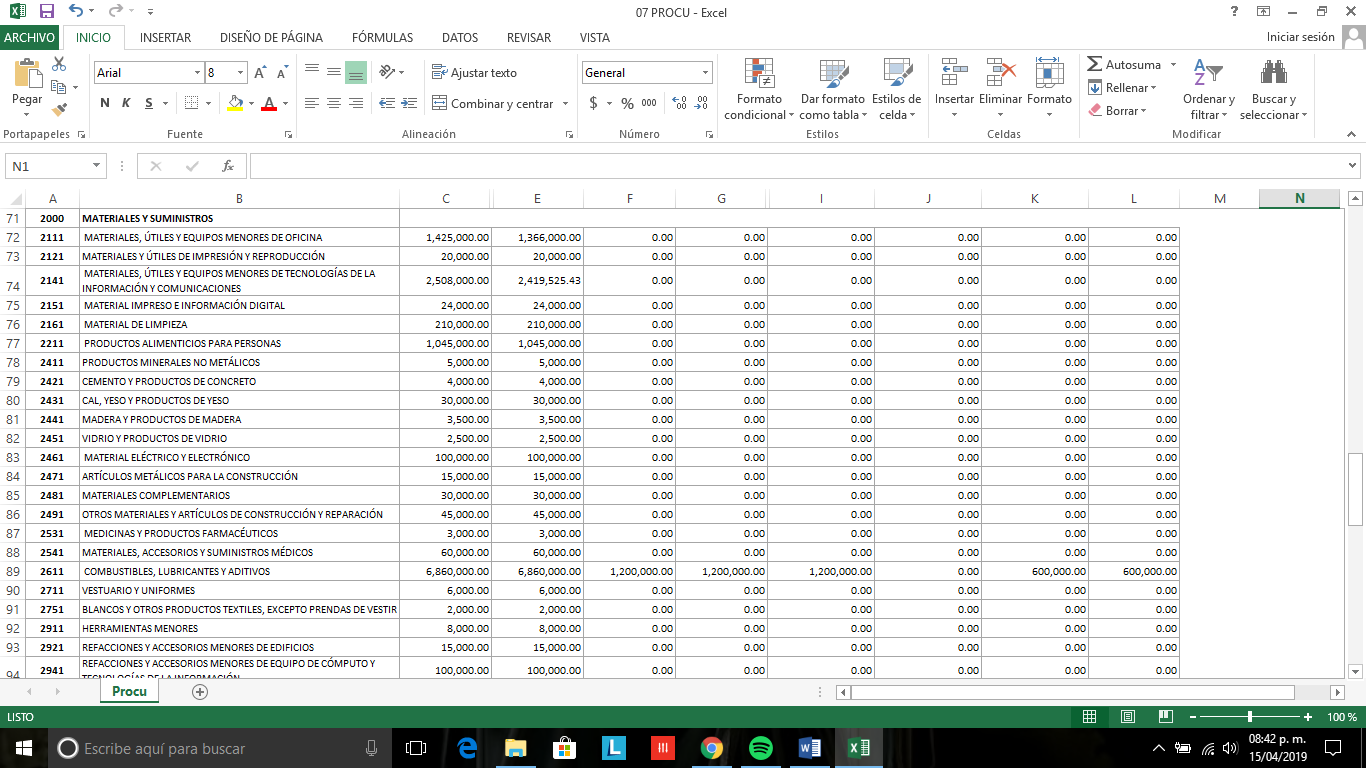 07 PROCU - Excel
ARCHIVO INICIO INSERTAR DISEÑO DE PÁGINA FÓRMULAS DATOS REVISAR VISTA Iniciar sesión
Pegar
Arial 8
N K S
Ajustar texto
Combinar y centrar
General
$ % 000
Formato condicional
Dar formato como tabla
Estilos de celda
Insertar Eliminar Formato
Autosuma
Rellenar
Borrar
Ordenar y filtrar
Buscar y seleccionar
Portapapeles Fuente Alineación Número Estilos Celdas Modificar
N1 fx
A B C E F G I J K L M N
71 2000 MATERIALES Y SUMINISTROS
72 2111 MATERIALES, ÚTILES Y EQUIPOS MENORES DE OFICINA 1,425,000.00 1,366,000.00 0.00 0.00 0.00 0.00 0.00 0.00
73 2121 MATERIALES Y ÚTILES DE IMPRESIÓN Y REPRODUCCIÓN 20,000.00 20,000.00 0.00 0.00 0.00 0.00 0.00 0.00
74 2141 MATERIALES, ÚTILES Y EQUIPOS MENORES DE TECNOLOGÍAS DE LA
INFORMACIÓN Y COMUNICACIONES 2,508,000.00 2,419,525.43 0.00 0.00 0.00 0.00 0.00 0.00
75 2151 MATERIAL IMPRESO E INFORMACIÓN DIGITAL 24,000.00 24,000.00 0.00 0.00 0.00 0.00 0.00 0.00
76 2161 MATERIAL DE LIMPIEZA 210,000.00 210,000.00 0.00 0.00 0.00 0.00 0.00 0.00
77 2211 PRODUCTOS ALIMENTICIOS PARA PERSONAS 1,045,000.00 1,045,000.00 0.00 0.00 0.00 0.00 0.00 0.00
78 2411 PRODUCTOS MINERALES NO METÁLICOS 5,000.00 5,000.00 0.00 0.00 0.00 0.00 0.00 0.00
79 2421 CEMENTO Y PRODUCTOS DE CONCRETO 4,000.00 4,000.00 0.00 0.00 0.00 0.00 0.00 0.00
80 2431 CAL, YESO Y PRODUCTOS DE YESO 30,000.00 30,000.00 0.00 0.00 0.00 0.00 0.00 0.00
81 2441 MADERA Y PRODUCTOS DE MADERA 3,500.00 3,500.00 0.00 0.00 0.00 0.00 0.00 0.00
82 2451 VIDRIO Y PRODUCTOS DE VIDRIO 2,500.00 2,500.00 0.00 0.00 0.00 0.00 0.00 0.00
83 2461 MATERIAL ELÉCTRICO Y ELECTRÓNICO 100,000.00 100,000.00 0.00 0.00 0.00 0.00 0.00 0.00
84 2471 ARTÍCULOS METÁLICOS PARA LA CONSTRUCCIÓN 15,000.00 15,000.00 0.00 0.00 0.00 0.00 0.00 0.00
85 2481 MATERIALES COMPLEMENTARIOS 30,000.00 30,000.00 0.00 0.00 0.00 0.00 0.00 0.00
86 2491 OTROS MATERIALES Y ARTÍCULOS DE CONSTRUCCIÓN Y REPARACIÓN 45,000.00 45,000.00 0.00 0.00 0.00 0.00 0.00 0.00
87 2531 MEDICINAS Y PRODUCTOS FARMACÉUTICOS 3,000.00 3,000.00 0.00 0.00 0.00 0.00 0.00 0.00
88 2541 MATERIALES, ACCESORIOS Y SUMINISTROS MÉDICOS 60,000.00 60,000.00 0.00 0.00 0.00 0.00 0.00 0.00
89 2611 COMBUSTIBLES, LUBRICANTES Y ADITIVOS 6,860,000.00 6,860,000.00 1,200,000.00 1,200,000.00 1,200,000.00 0.00 600,000.00 600,000.00
90 2711 VESTUARIO Y UNIFORMES 6,000.00 6,000.00 0.00 0.00 0.00 0.00 0.00 0.00
91 2751 BLANCOS Y OTROS PRODUCTOS TEXTILES, EXCEPTO PRENDAS DE VESTIR 2,000.00 2,000.00 0.00 0.00 0.00 0.00 0.00 0.00
92 2911 HERRAMIENTAS MENORES 8,000.00 8,000.00 0.00 0.00 0.00 0.00 0.00 0.00
93 2921 REFACCIONES Y ACCESORIOS MENORES DE EDIFICIOS 15,000.00 15,000.00 0.00 0.00 0.00 0.00 0.00 0.00
94 2941 REFACCIONES Y ACCESORIOS MENORES DE EQUIPO DE CÓMPUTO Y
TECNOLOGÍAS DE LA INFORMACIÓN 100,000.00 100,000.00 0.00 0.00 0.00 0.00 0.00 0.00
Procu
LISTO 100 %
Escribe aquí para buscar
08:42 p. m.
15/04/2019